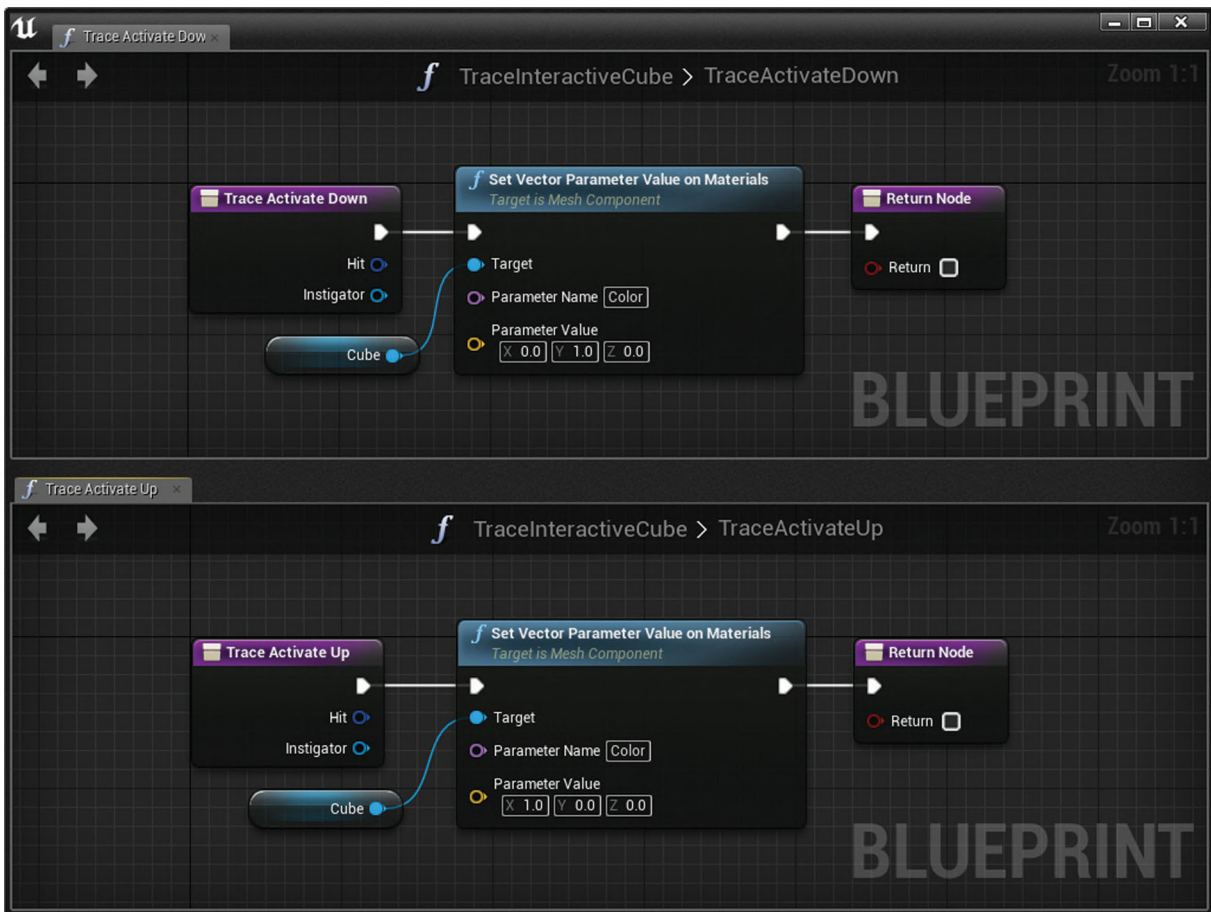 Trace Activate Dow
TraceInteractiveCube > TraceActivateDown
Zoom 1:1
Trace Activate Down
Hit
Instigator
Cube
Set Vector Parameter Value on Materials
Target is Mesh Component
Target
Parameter Name Color
Parameter Value
X 0.0 Y 1.0 Z 0.0
Return Node
Return
BLUEPRINT
Trace Activate Up
TraceInteractiveCube > TraceActivateUp
Zoom 1:1
Trace Activate Up
Hit
Instigator
Cube
Set Vector Parameter Value on Materials
Target is Mesh Component
Target
Parameter Name Color
Parameter Value
X 1.0 Y 0.0 Z 0.0
Return Node
Return
BLUEPRINT